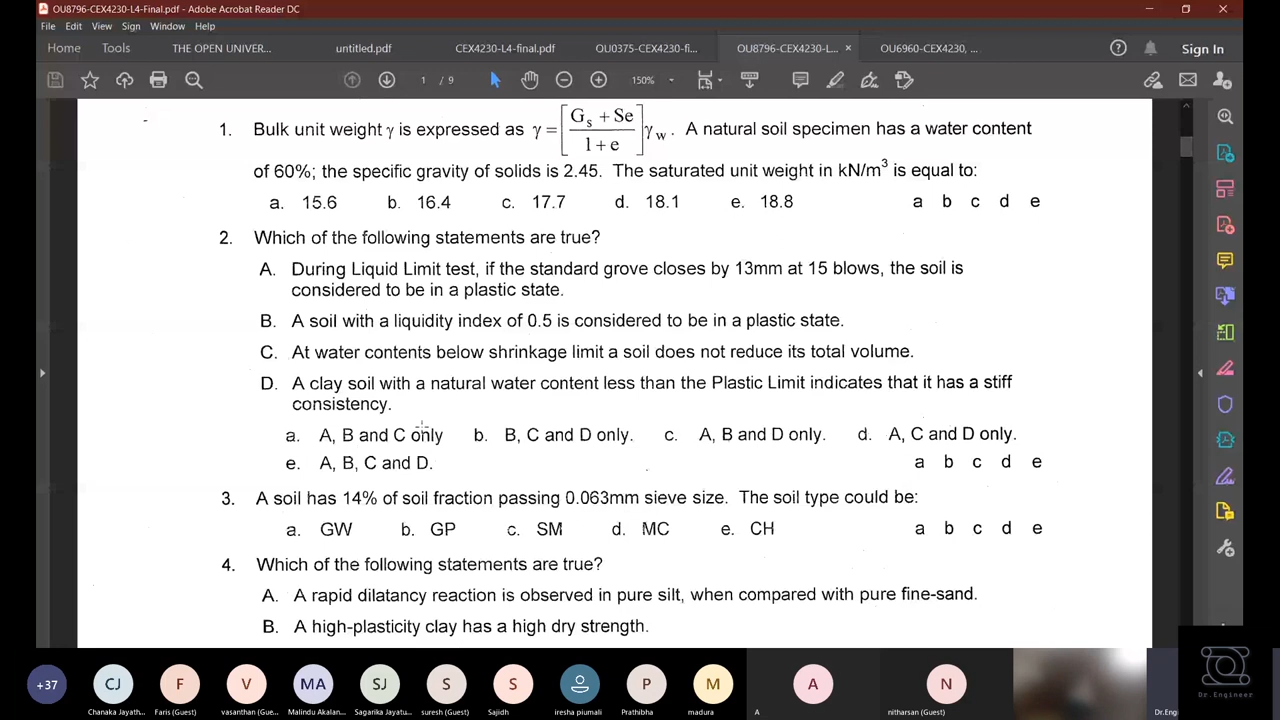 OU8796-CEX4230-L4-Final.pdf - Adobe Acrobat Reader DC
File Edit View Sign Window Help
Home Tools THE OPEN UNIVER... untitled.pdf CEX4230-L4-final.pdf OU0375-CEX4230-fi... OU8796-CEX4230-L... × OU6960-CEX4230, ... Sign In
1 / 9 150%
1. Bulk unit weight γ is expressed as γ = [Gs + Se / 1 + e] γw. A natural soil specimen has a water content
of 60%; the specific gravity of solids is 2.45. The saturated unit weight in kN/m³ is equal to:
a. 15.6 b. 16.4 c. 17.7 d. 18.1 e. 18.8 a b c d e
2. Which of the following statements are true?
A. During Liquid Limit test, if the standard grove closes by 13mm at 15 blows, the soil is
considered to be in a plastic state.
B. A soil with a liquidity index of 0.5 is considered to be in a plastic state.
C. At water contents below shrinkage limit a soil does not reduce its total volume.
D. A clay soil with a natural water content less than the Plastic Limit indicates that it has a stiff
consistency.
a. A, B and C only b. B, C and D only. c. A, B and D only. d. A, C and D only.
e. A, B, C and D. a b c d e
3. A soil has 14% of soil fraction passing 0.063mm sieve size. The soil type could be:
a. GW b. GP c. SM d. MC e. CH a b c d e
4. Which of the following statements are true?
A. A rapid dilatancy reaction is observed in pure silt, when compared with pure fine-sand.
B. A high-plasticity clay has a high dry strength.
+37 CJ F V MA SJ S S P M A N
Chanaka Jayath... Faris (Guest) vasanthan (Gue... Malindu Akalan... Sagarika Jayatu... suresh (Guest) Sajidh iresha piumali Prathibha madura A nitharsan (Guest) Dr.Eng
Dr.Engineer